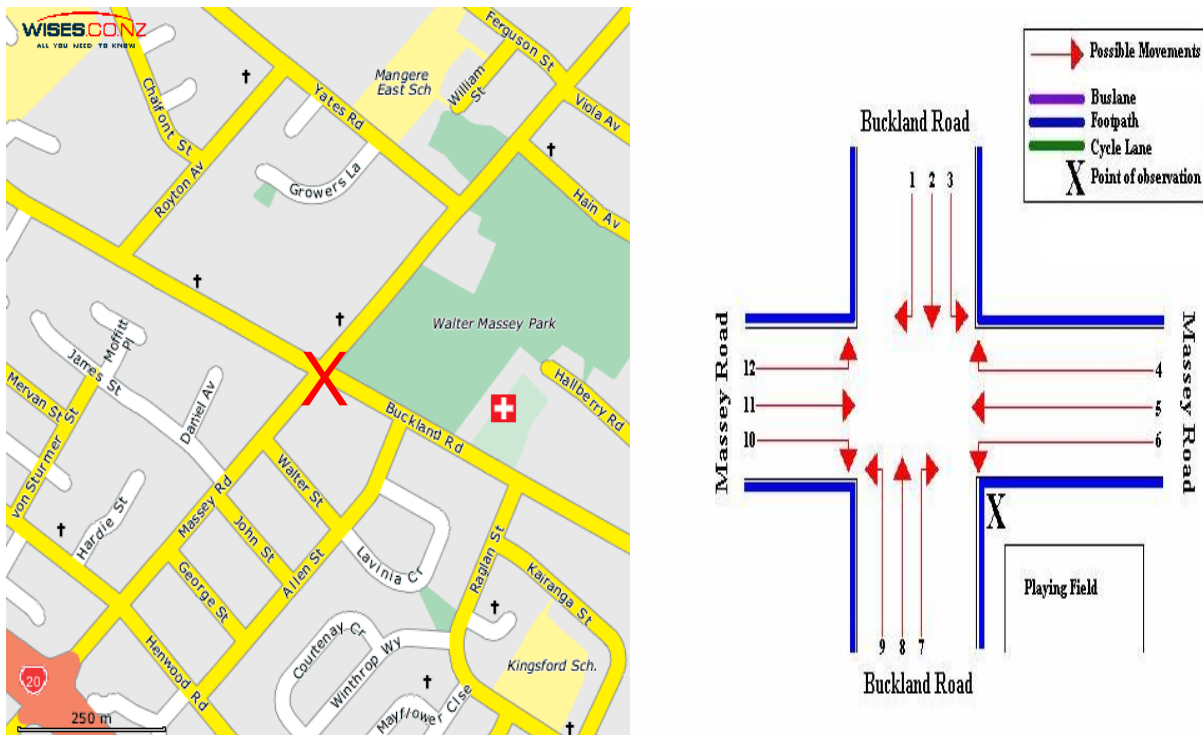 WISES.CO.NZ
ALL YOU NEED TO KNOW
Chalfont St
Royton Av
Yates Rd
Growers La
Mangere
East Sch
William
St
Ferguson St
Viola Av
Hain Av
Walter Massey Park
Hallberry Rd
X
Buckland Rd
Moffitt
Pl
James St
Mervan St
von Sturmer St
Daniel Av
Hardie St
Massey Rd
Walter St
John St
George St
Allen St
Lavinia Cr
Raglan St
Kairanga St
Henwood Rd
Courtenay Cr
Winthrop Wy
Mayflower Clse
Kingsford Sch.
20
250 m
Possible Movements
Buslane
Footpath
Cycle Lane
X Point of observation
Buckland Road
1 2 3
Massey Road
12
11
10
4
5
6
Massey Road
X
Playing Field
9 8 7
Buckland Road